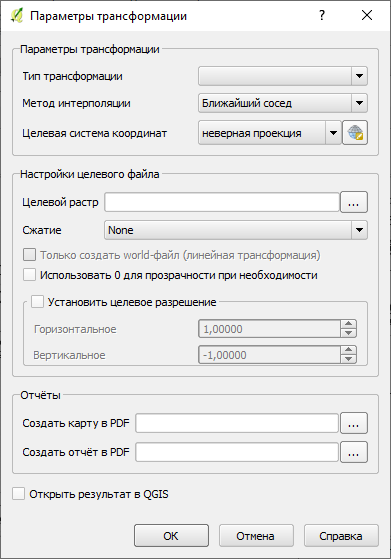 Параметры трансформации
?
Параметры трансформации
Тип трансформации
Метод интерполяции Ближайший сосед
Целевая система координат неверная проекция
Настройки целевого файла
Целевой растр ...
Сжатие None
Только создать world-файл (линейная трансформация)
Использовать 0 для прозрачности при необходимости
Установить целевое разрешение
Горизонтальное 1,00000
Вертикальное -1,00000
Отчёты
Создать карту в PDF ...
Создать отчёт в PDF ...
Открыть результат в QGIS
OK Отмена Справка